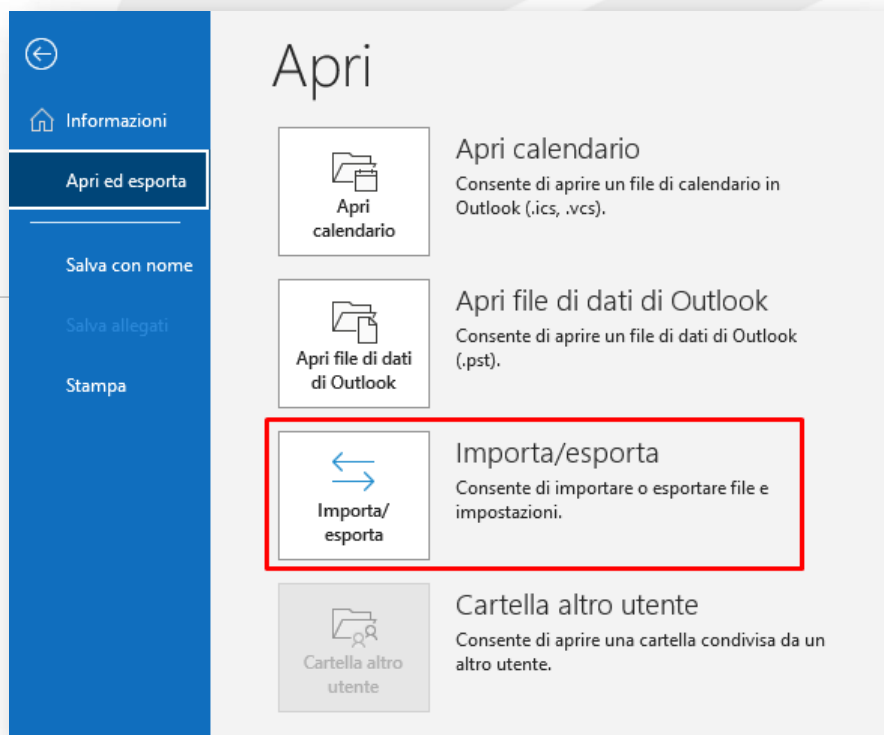 Informazioni
Apri ed esporta
Salva con nome
Salva allegati
Stampa
Apri
Apri
calendario
Apri calendario
Consente di aprire un file di calendario in
Outlook (.ics, .vcs).
Apri file di dati
di Outlook
Apri file di dati di Outlook
Consente di aprire un file di dati di Outlook
(.pst).
Importa/
esporta
Importa/esporta
Consente di importare o esportare file e
impostazioni.
Cartella altro
utente
Cartella altro utente
Consente di aprire una cartella condivisa da un
altro utente.